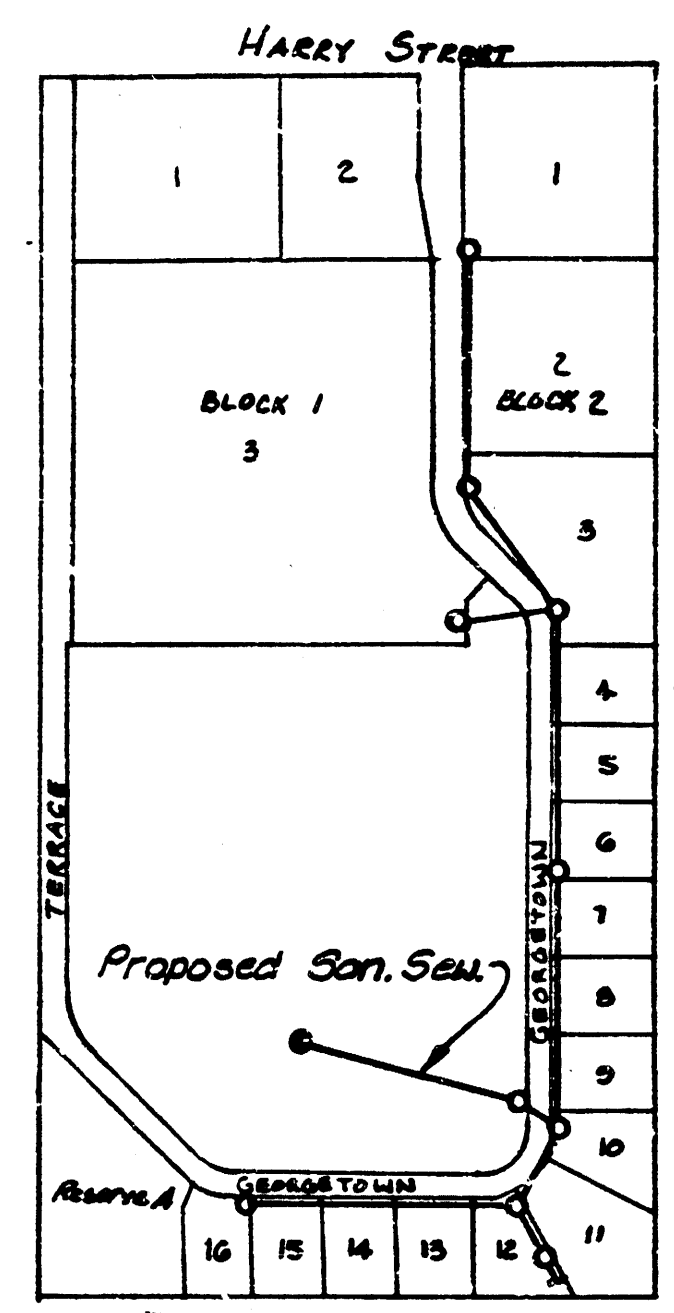 HARRY STREET
1
2
1
2
BLOCK 1
BLOCK 2
3
3
4
5
6
TERRACE
GEORGETOWN
7
Proposed San. Sew.
8
9
10
Reserve A
GEORGETOWN
16
15
14
13
12
11